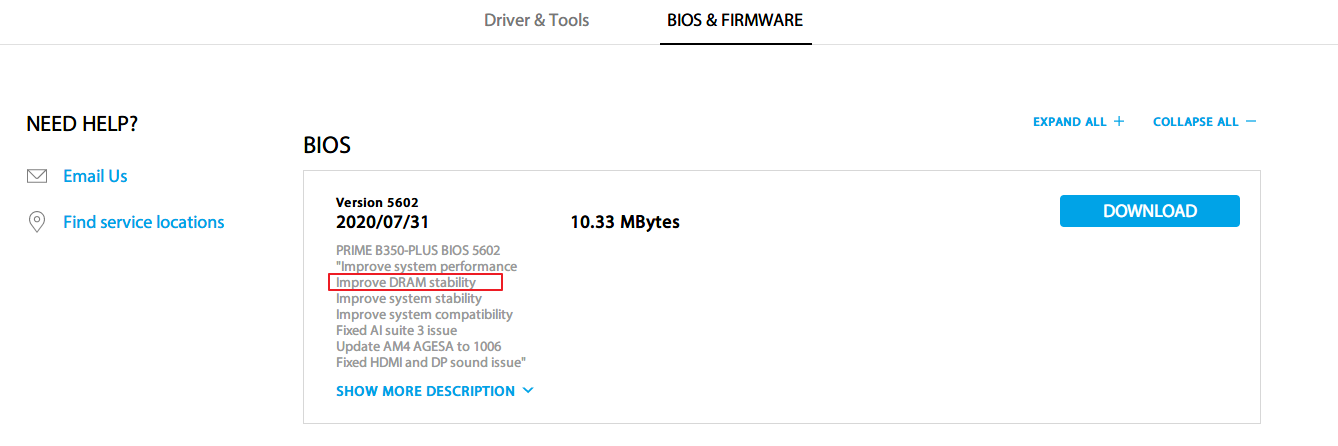 Driver & Tools
BIOS & FIRMWARE
NEED HELP?
Email Us
Find service locations
EXPAND ALL +
COLLAPSE ALL −
BIOS
Version 5602
2020/07/31
10.33 MBytes
DOWNLOAD
PRIME B350-PLUS BIOS 5602
"Improve system performance
Improve DRAM stability
Improve system stability
Improve system compatibility
Fixed AI suite 3 issue
Update AM4 AGESA to 1006
Fixed HDMI and DP sound issue"
SHOW MORE DESCRIPTION